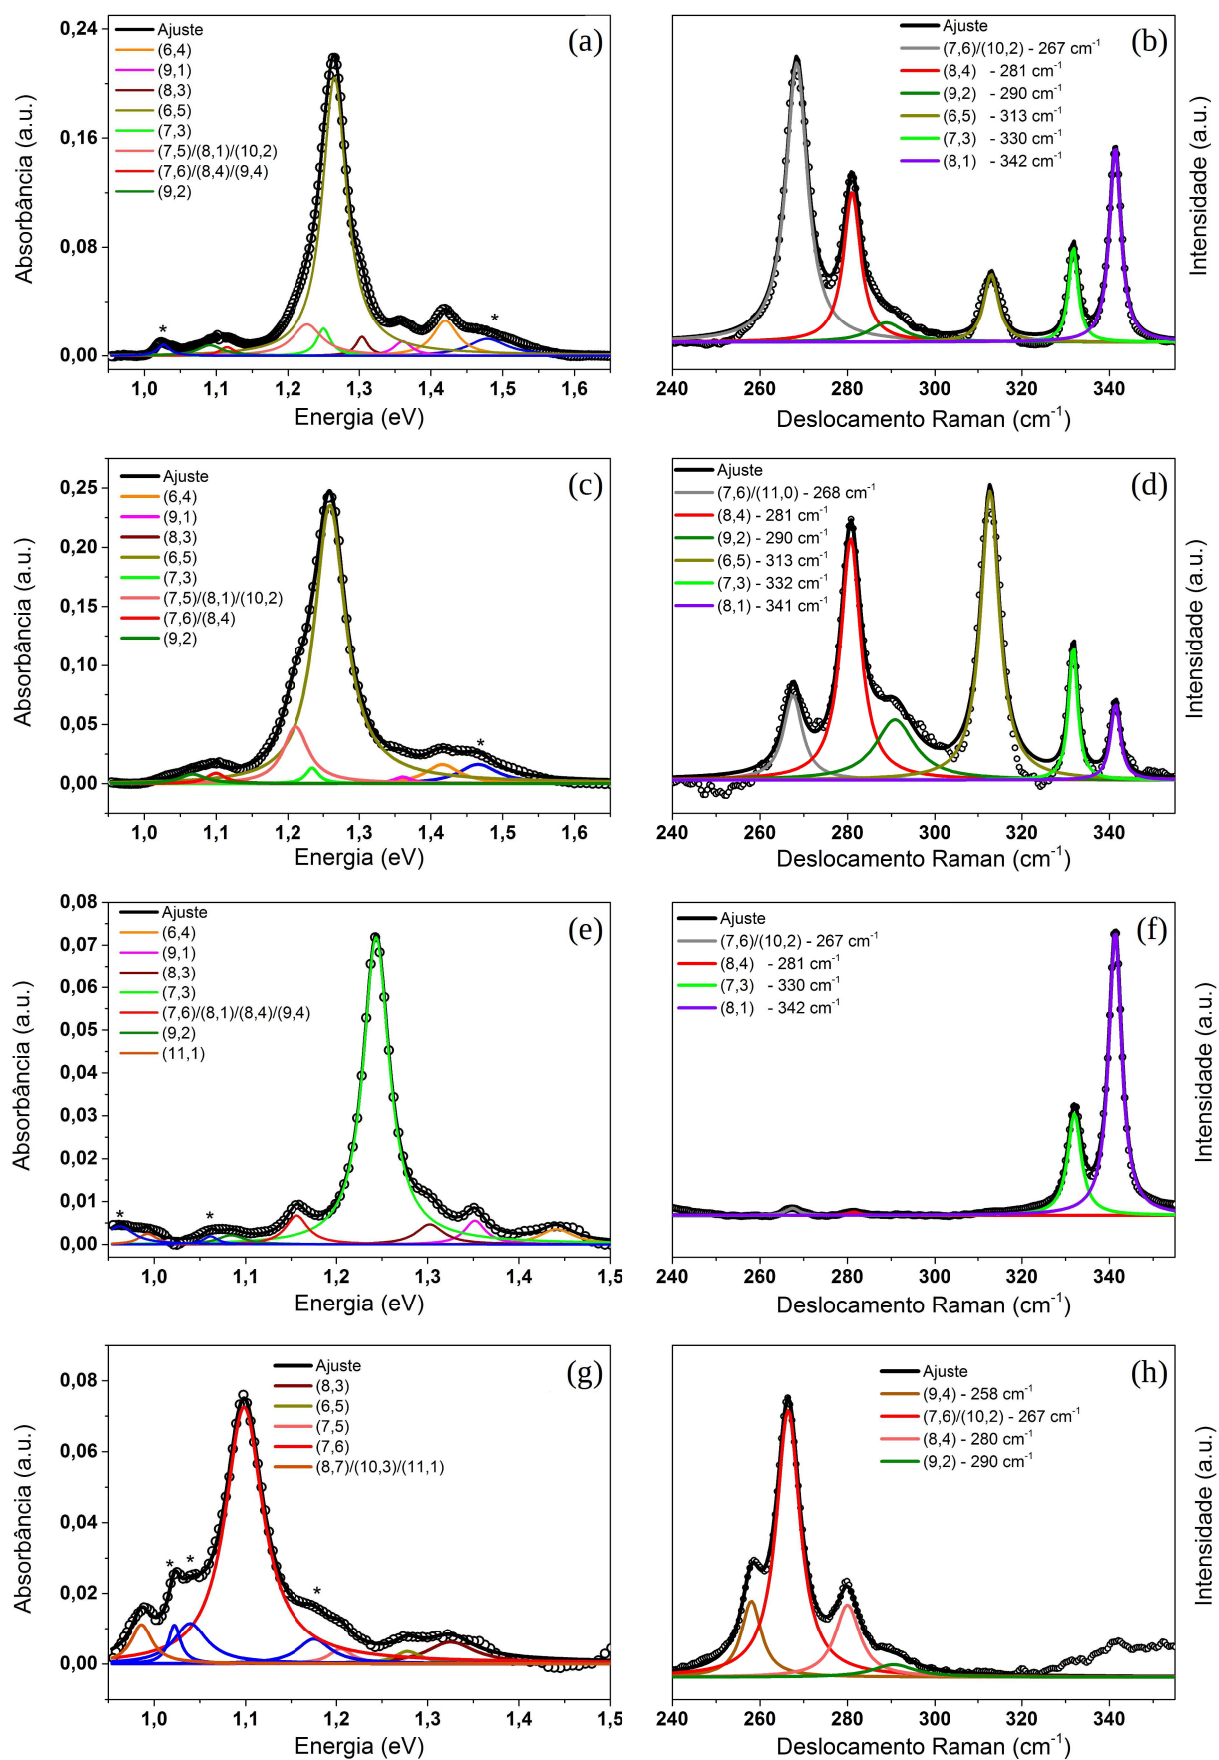 (a)
0,24
0,16
0,08
0,00
Absorbância (a.u.)
Ajuste
(6,4)
(9,1)
(8,3)
(6,5)
(7,3)
(7,5)/(8,1)/(10,2)
(7,6)/(8,4)/(9,4)
(9,2)
*
*
1,0 1,1 1,2 1,3 1,4 1,5 1,6
Energia (eV)
(b)
Ajuste
(7,6)/(10,2) - 267 cm-1
(8,4) - 281 cm-1
(9,2) - 290 cm-1
(6,5) - 313 cm-1
(7,3) - 330 cm-1
(8,1) - 342 cm-1
Intensidade (a.u.)
240 260 280 300 320 340
Deslocamento Raman (cm-1)
(c)
0,25
0,20
0,15
0,10
0,05
0,00
Absorbância (a.u.)
Ajuste
(6,4)
(9,1)
(8,3)
(6,5)
(7,3)
(7,5)/(8,1)/(10,2)
(7,6)/(8,4)
(9,2)
*
1,0 1,1 1,2 1,3 1,4 1,5 1,6
Energia (eV)
(d)
Ajuste
(7,6)/(11,0) - 268 cm-1
(8,4) - 281 cm-1
(9,2) - 290 cm-1
(6,5) - 313 cm-1
(7,3) - 332 cm-1
(8,1) - 341 cm-1
Intensidade (a.u.)
240 260 280 300 320 340
Deslocamento Raman (cm-1)
(e)
0,08
0,07
0,06
0,05
0,04
0,03
0,02
0,01
0,00
Absorbância (a.u.)
Ajuste
(6,4)
(9,1)
(8,3)
(7,3)
(7,6)/(8,1)/(8,4)/(9,4)
(9,2)
(11,1)
*
*
1,0 1,1 1,2 1,3 1,4 1,5
Energia (eV)
(f)
Ajuste
(7,6)/(10,2) - 267 cm-1
(8,4) - 281 cm-1
(7,3) - 330 cm-1
(8,1) - 342 cm-1
Intensidade (a.u.)
240 260 280 300 320 340
Deslocamento Raman (cm-1)
(g)
0,08
0,06
0,04
0,02
0,00
Absorbância (a.u.)
Ajuste
(8,3)
(6,5)
(7,5)
(7,6)
(8,7)/(10,3)/(11,1)
* *
*
1,0 1,1 1,2 1,3 1,4 1,5
Energia (eV)
(h)
Ajuste
(9,4) - 258 cm-1
(7,6)/(10,2) - 267 cm-1
(8,4) - 280 cm-1
(9,2) - 290 cm-1
Intensidade (a.u.)
240 260 280 300 320 340
Deslocamento Raman (cm-1)